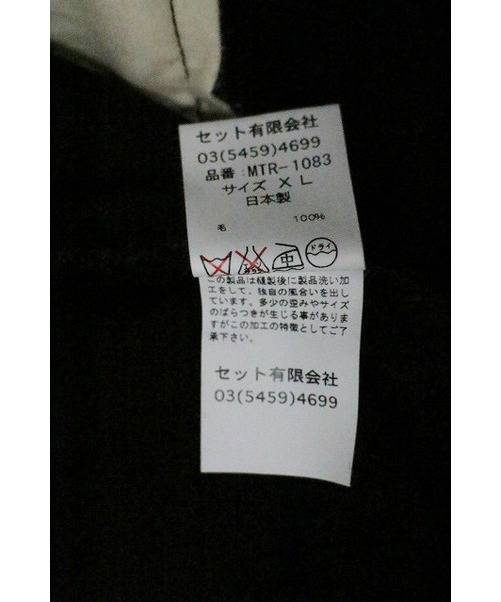 セット有限会社
03(5459)4699
品番:MTR-1083
サイズ XL
日本製
毛 100%
中 ドライ
この製品は縫製後に製品洗い加
工をして、独自の風合いを出し
ています。多少の歪みやサイズ
のばらつきが生じる事がありま
すがこの加工の特徴としてご了
承下さい。
セット有限会社
03(5459)4699